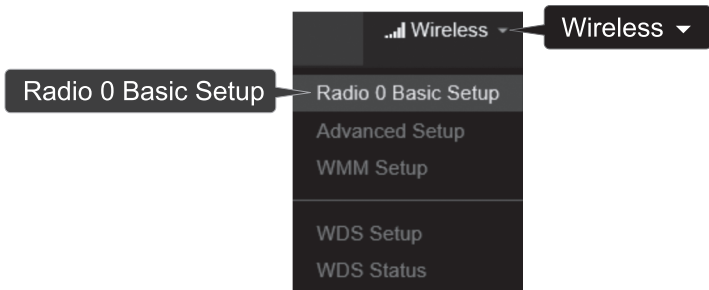 Wireless
Wireless
Radio 0 Basic Setup
Radio 0 Basic Setup
Advanced Setup
WMM Setup
WDS Setup
WDS Status